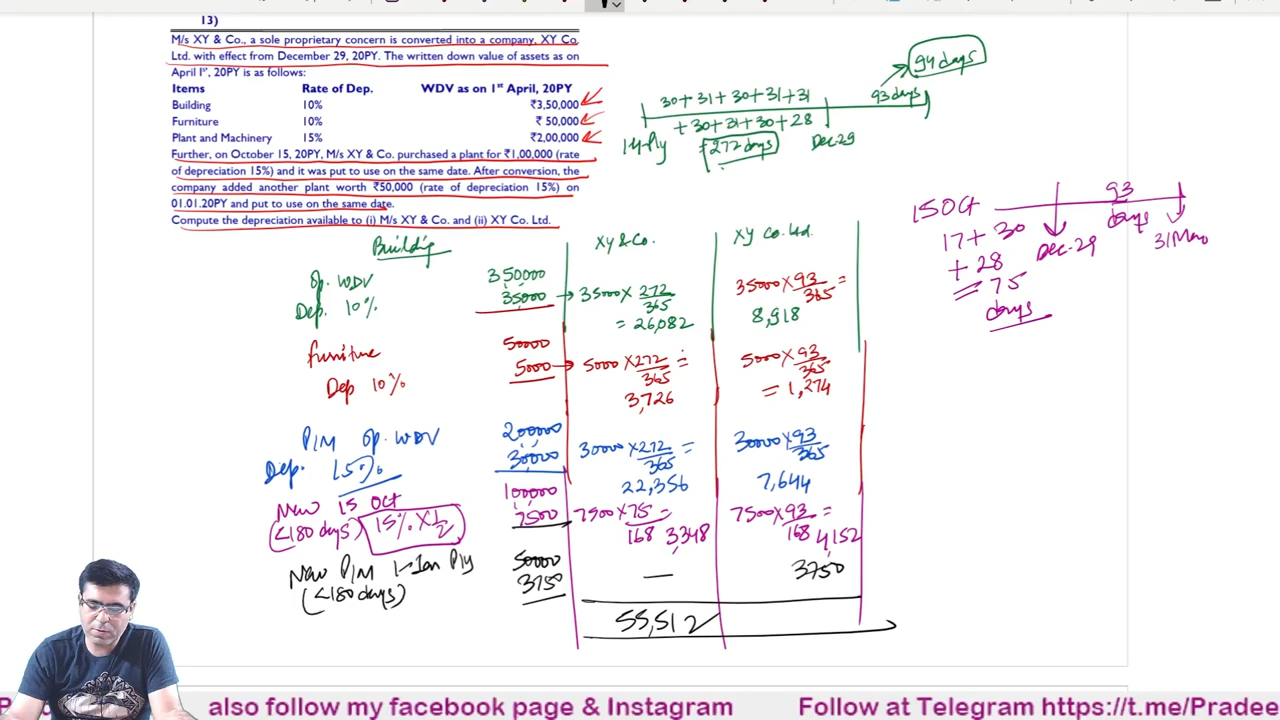 13)
M/s XY & Co., a sole proprietary concern is converted into a company, XY Co.
Ltd. with effect from December 29, 20PY. The written down value of assets as on
April 1st, 20PY is as follows:
Items Rate of Dep. WDV as on 1st April, 20PY
Building 10% ₹3,50,000
Furniture 10% ₹ 50,000
Plant and Machinery 15% ₹2,00,000
Further, on October 15, 20PY, M/s XY & Co. purchased a plant for ₹1,00,000 (rate
of depreciation 15%) and it was put to use on the same date. After conversion, the
company added another plant worth ₹50,000 (rate of depreciation 15%) on
01.01.20PY and put to use on the same date.
Compute the depreciation available to (i) M/s XY & Co. and (ii) XY Co. Ltd.
94 days
30+31+30+31+31 93 days
+30+31+30+28
Dec-29
272 days
15 Oct 93 days
17+30 Dec-29 31 Mar
+28
= 75
days
Building XY & Co. XY Co. Ltd.
Op. WDV 350000
Dep. 10% 35000 → 35000 × 272/365 35000 × 93/365 =
= 26,082 8,918
Furniture 50000
Dep 10% 5000 → 5000 × 272/365 = 5000 × 93/365
3,726 = 1,274
P/M Op. WDV 200000
Dep. 15% 30000 30000 × 272/365 = 30000 × 93/365
22,356 7,644
New 15 Oct 100000
(<180 days) 15% × 1/2 7500 7500 × 75/168 = 3348 7500 × 93/168 = 4152
New P/M 1-Jan 50000
(<180 days) 3750 — 3750
55,512
also follow my facebook page & Instagram Follow at Telegram https://t.me/Pradee